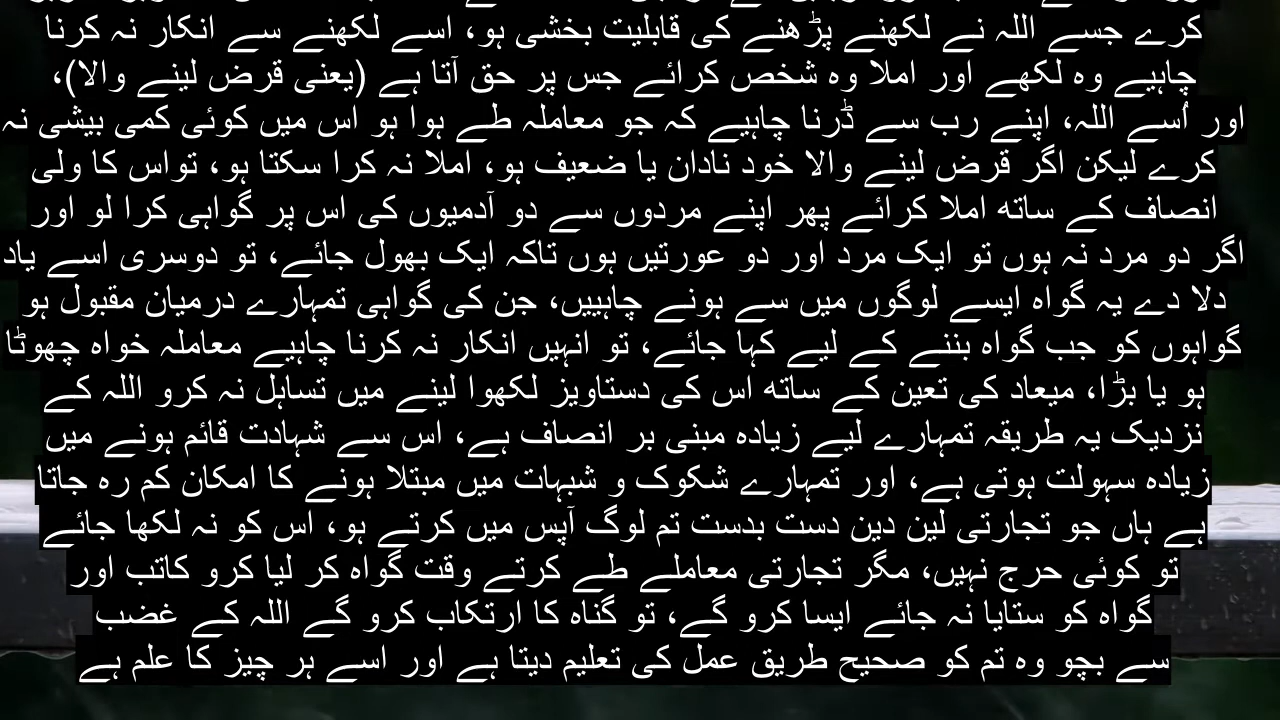 کرے جسے اللہ نے لکھنے پڑھنے کی قابلیت بخشی ہو، اسے لکھنے سے انکار نہ کرنا
چاہیے وہ لکھے اور املا وہ شخص کرائے جس پر حق آتا ہے (یعنی قرض لینے والا)،
اور اُسے اللہ، اپنے رب سے ڈرنا چاہیے کہ جو معاملہ طے ہوا ہو اس میں کوئی کمی بیشی نہ
کرے لیکن اگر قرض لینے والا خود نادان یا ضعیف ہو، املا نہ کرا سکتا ہو، تواس کا ولی
انصاف کے ساتھ املا کرائے پھر اپنے مردوں سے دو آدمیوں کی اس پر گواہی کرا لو اور
اگر دو مرد نہ ہوں تو ایک مرد اور دو عورتیں ہوں تاکہ ایک بھول جائے، تو دوسری اسے یاد
دلا دے یہ گواہ ایسے لوگوں میں سے ہونے چاہییں، جن کی گواہی تمہارے درمیان مقبول ہو
گواہوں کو جب گواہ بننے کے لیے کہا جائے، تو انہیں انکار نہ کرنا چاہیے معاملہ خواہ چھوٹا
ہو یا بڑا، میعاد کی تعین کے ساتھ اس کی دستاویز لکھوا لینے میں تساہل نہ کرو اللہ کے
نزدیک یہ طریقہ تمہارے لیے زیادہ مبنی بر انصاف ہے، اس سے شہادت قائم ہونے میں
زیادہ سہولت ہوتی ہے، اور تمہارے شکوک و شبہات میں مبتلا ہونے کا امکان کم رہ جاتا
ہے ہاں جو تجارتی لین دین دست بدست تم لوگ آپس میں کرتے ہو، اس کو نہ لکھا جائے
تو کوئی حرج نہیں، مگر تجارتی معاملے طے کرتے وقت گواہ کر لیا کرو کاتب اور
گواہ کو ستایا نہ جائے ایسا کرو گے، تو گناہ کا ارتکاب کرو گے اللہ کے غضب
سے بچو وہ تم کو صحیح طریق عمل کی تعلیم دیتا ہے اور اسے ہر چیز کا علم ہے